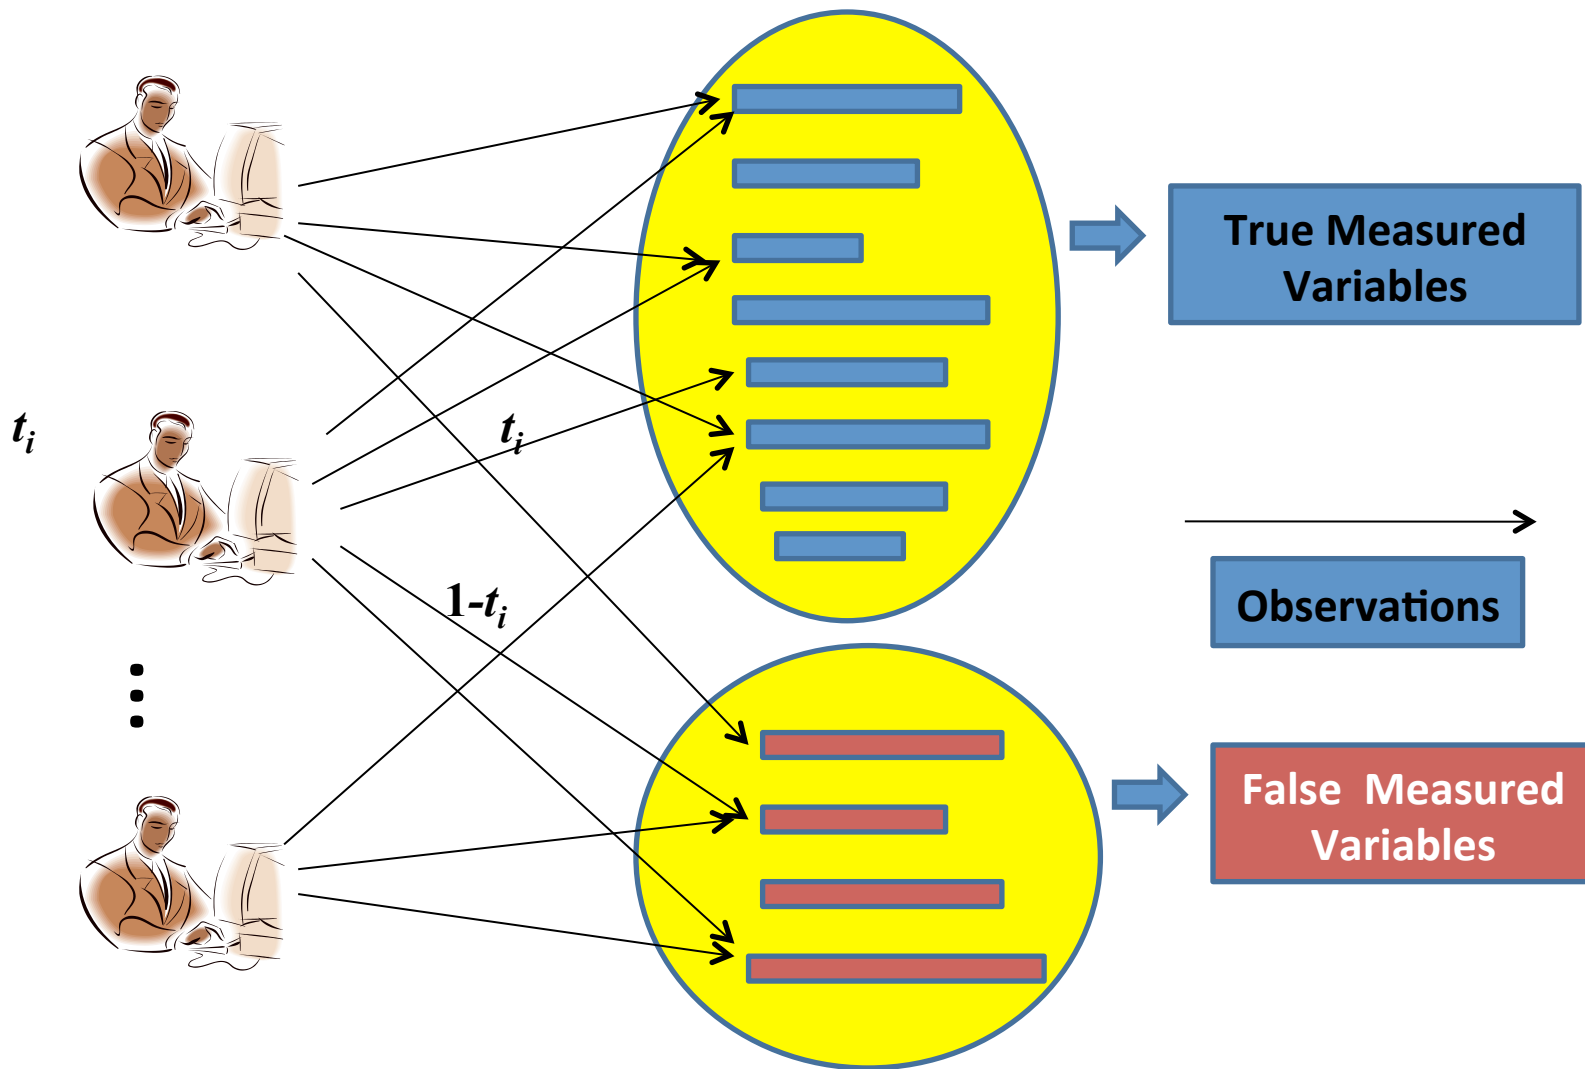 True Measured
Variables
t_i
t_i
Observations
1-t_i
False Measured
Variables